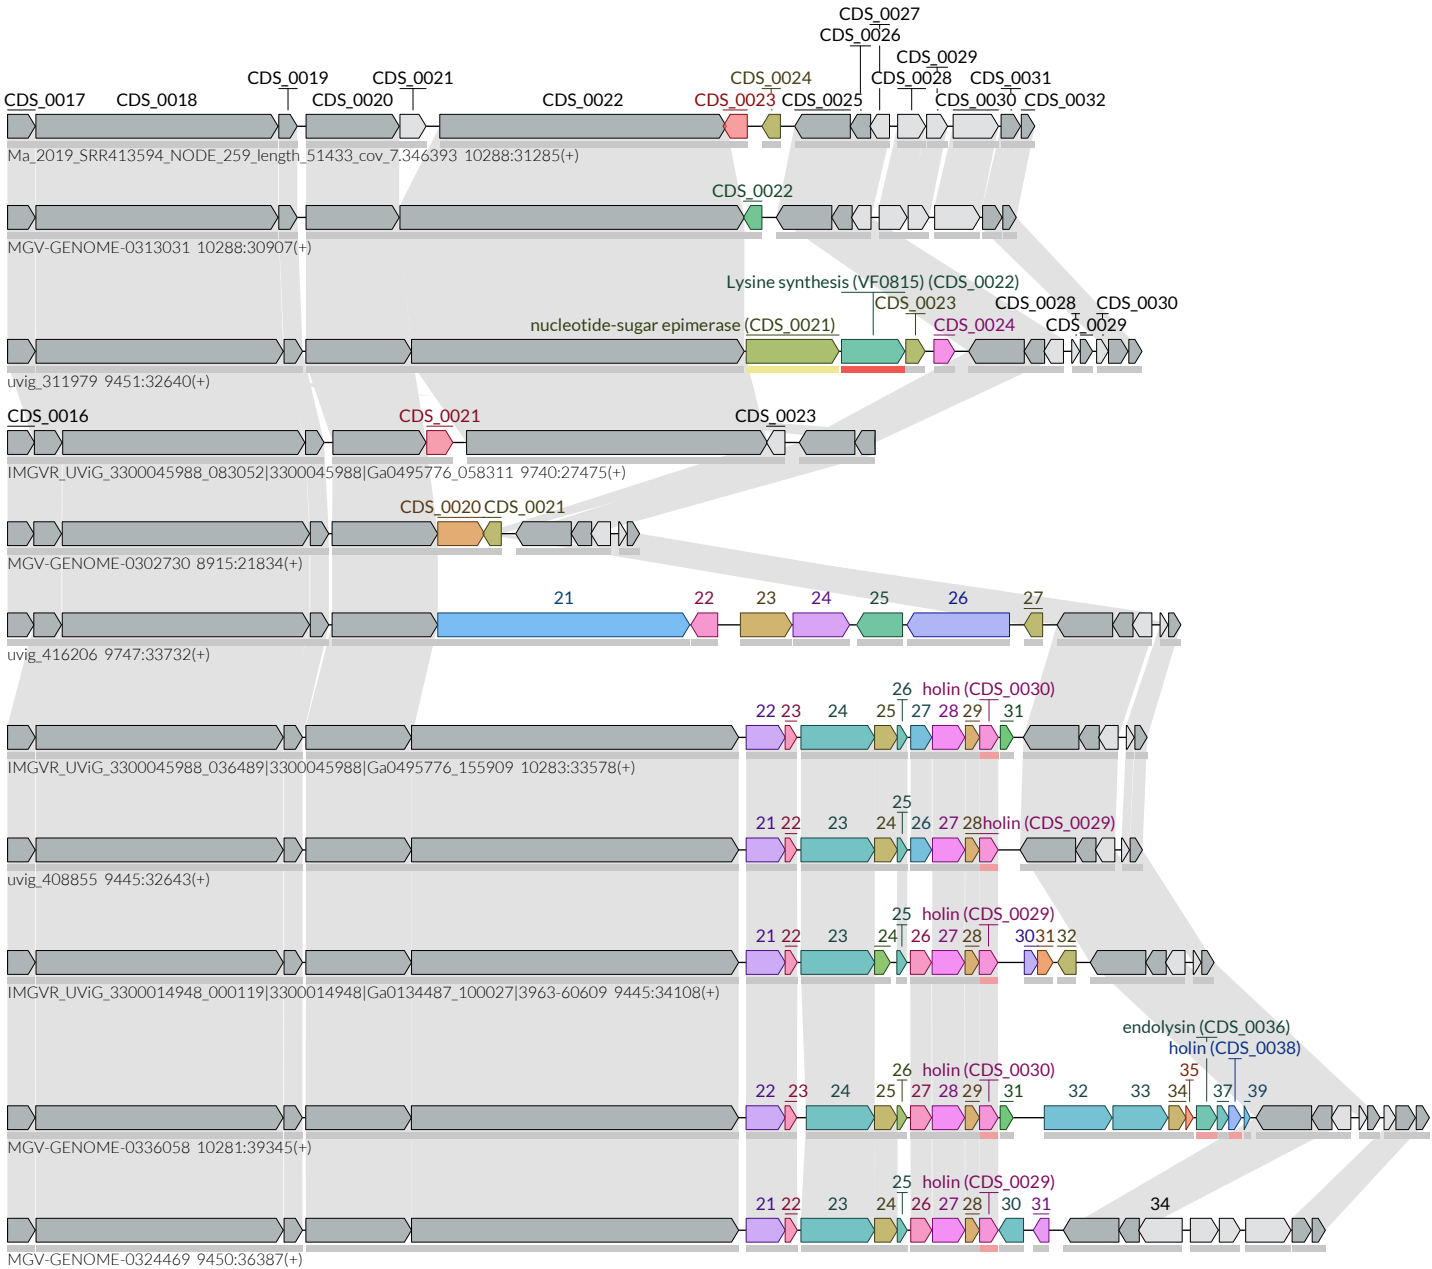 CDS_0027
CDS_0026
CDS_0029
CDS_0019 CDS_0021 CDS_0024 CDS_0028 CDS_0031
CDS_0017 CDS_0018 CDS_0020 CDS_0022 CDS_0023 CDS_0025 CDS_0030 CDS_0032
Ma_2019_SRR413594_NODE_259_length_51433_cov_7.346393 10288:31285(+)
CDS_0022
MGV-GENOME-0313031 10288:30907(+)
Lysine synthesis (VF0815) (CDS_0022)
CDS_0023 CDS_0028 CDS_0030
nucleotide-sugar epimerase (CDS_0021) CDS_0024 CDS_0029
uvig_311979 9451:32640(+)
CDS_0016 CDS_0021 CDS_0023
IMGVR_UViG_3300045988_083052|3300045988|Ga0495776_058311 9740:27475(+)
CDS_0020 CDS_0021
MGV-GENOME-0302730 8915:21834(+)
21 22 23 24 25 26 27
uvig_416206 9747:33732(+)
26 holin (CDS_0030)
22 23 24 25 27 28 29 31
IMGVR_UViG_3300045988_036489|3300045988|Ga0495776_155909 10283:33578(+)
25
21 22 23 24 26 27 28 holin (CDS_0029)
uvig_408855 9445:32643(+)
25 holin (CDS_0029)
21 22 23 24 26 27 28 30 31 32
IMGVR_UViG_3300014948_000119|3300014948|Ga0134487_100027|3963-60609 9445:34108(+)
endolysin (CDS_0036)
holin (CDS_0038)
26 holin (CDS_0030) 35
22 23 24 25 27 28 29 31 32 33 34 37 39
MGV-GENOME-0336058 10281:39345(+)
25 holin (CDS_0029)
21 22 23 24 26 27 28 30 31 34
MGV-GENOME-0324469 9450:36387(+)